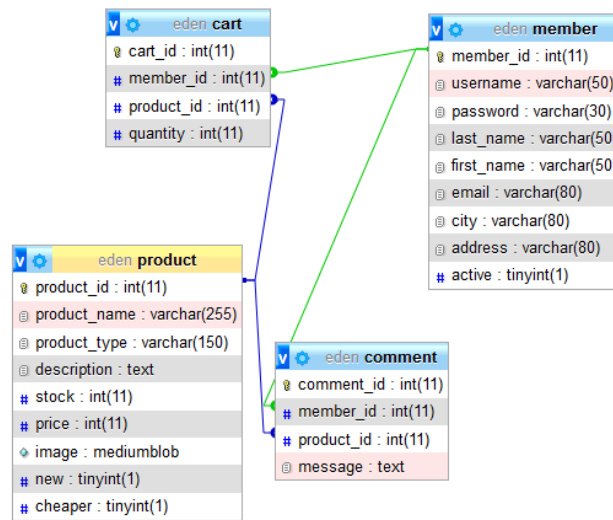 eden cart
cart_id : int(11)
# member_id : int(11)
# product_id : int(11)
# quantity : int(11)
eden member
member_id : int(11)
username : varchar(50)
password : varchar(30)
last_name : varchar(50
first_name : varchar(50
email : varchar(80)
city : varchar(80)
address : varchar(80)
# active : tinyint(1)
v eden product
product_id : int(11)
product_name : varchar(255)
product_type : varchar(150)
description : text
# stock : int(11)
# price : int(11)
image : mediumblob
# new : tinyint(1)
# cheaper : tinyint(1)
v eden comment
comment_id : int(11)
# member_id : int(11)
# product_id : int(11)
message : text